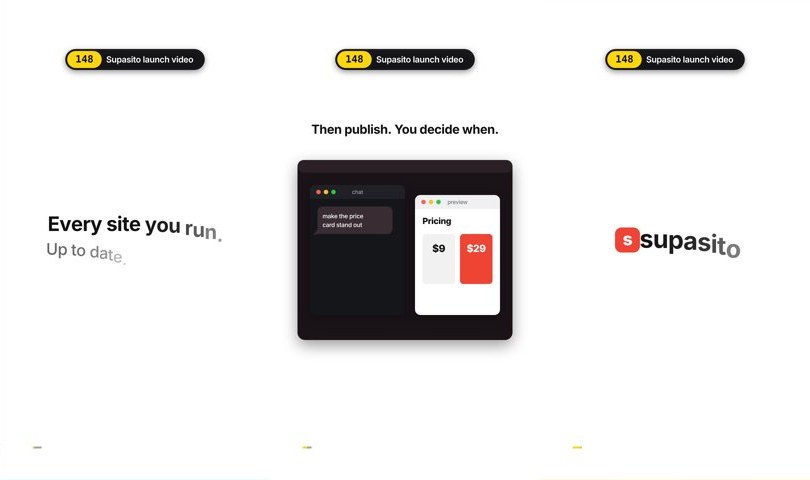 148 Supasito launch video
Every site you run.
Up to date.
148 Supasito launch video
Then publish. You decide when.
chat
make the price
card stand out
preview
Pricing
$9 $29
148 Supasito launch video
s supasito